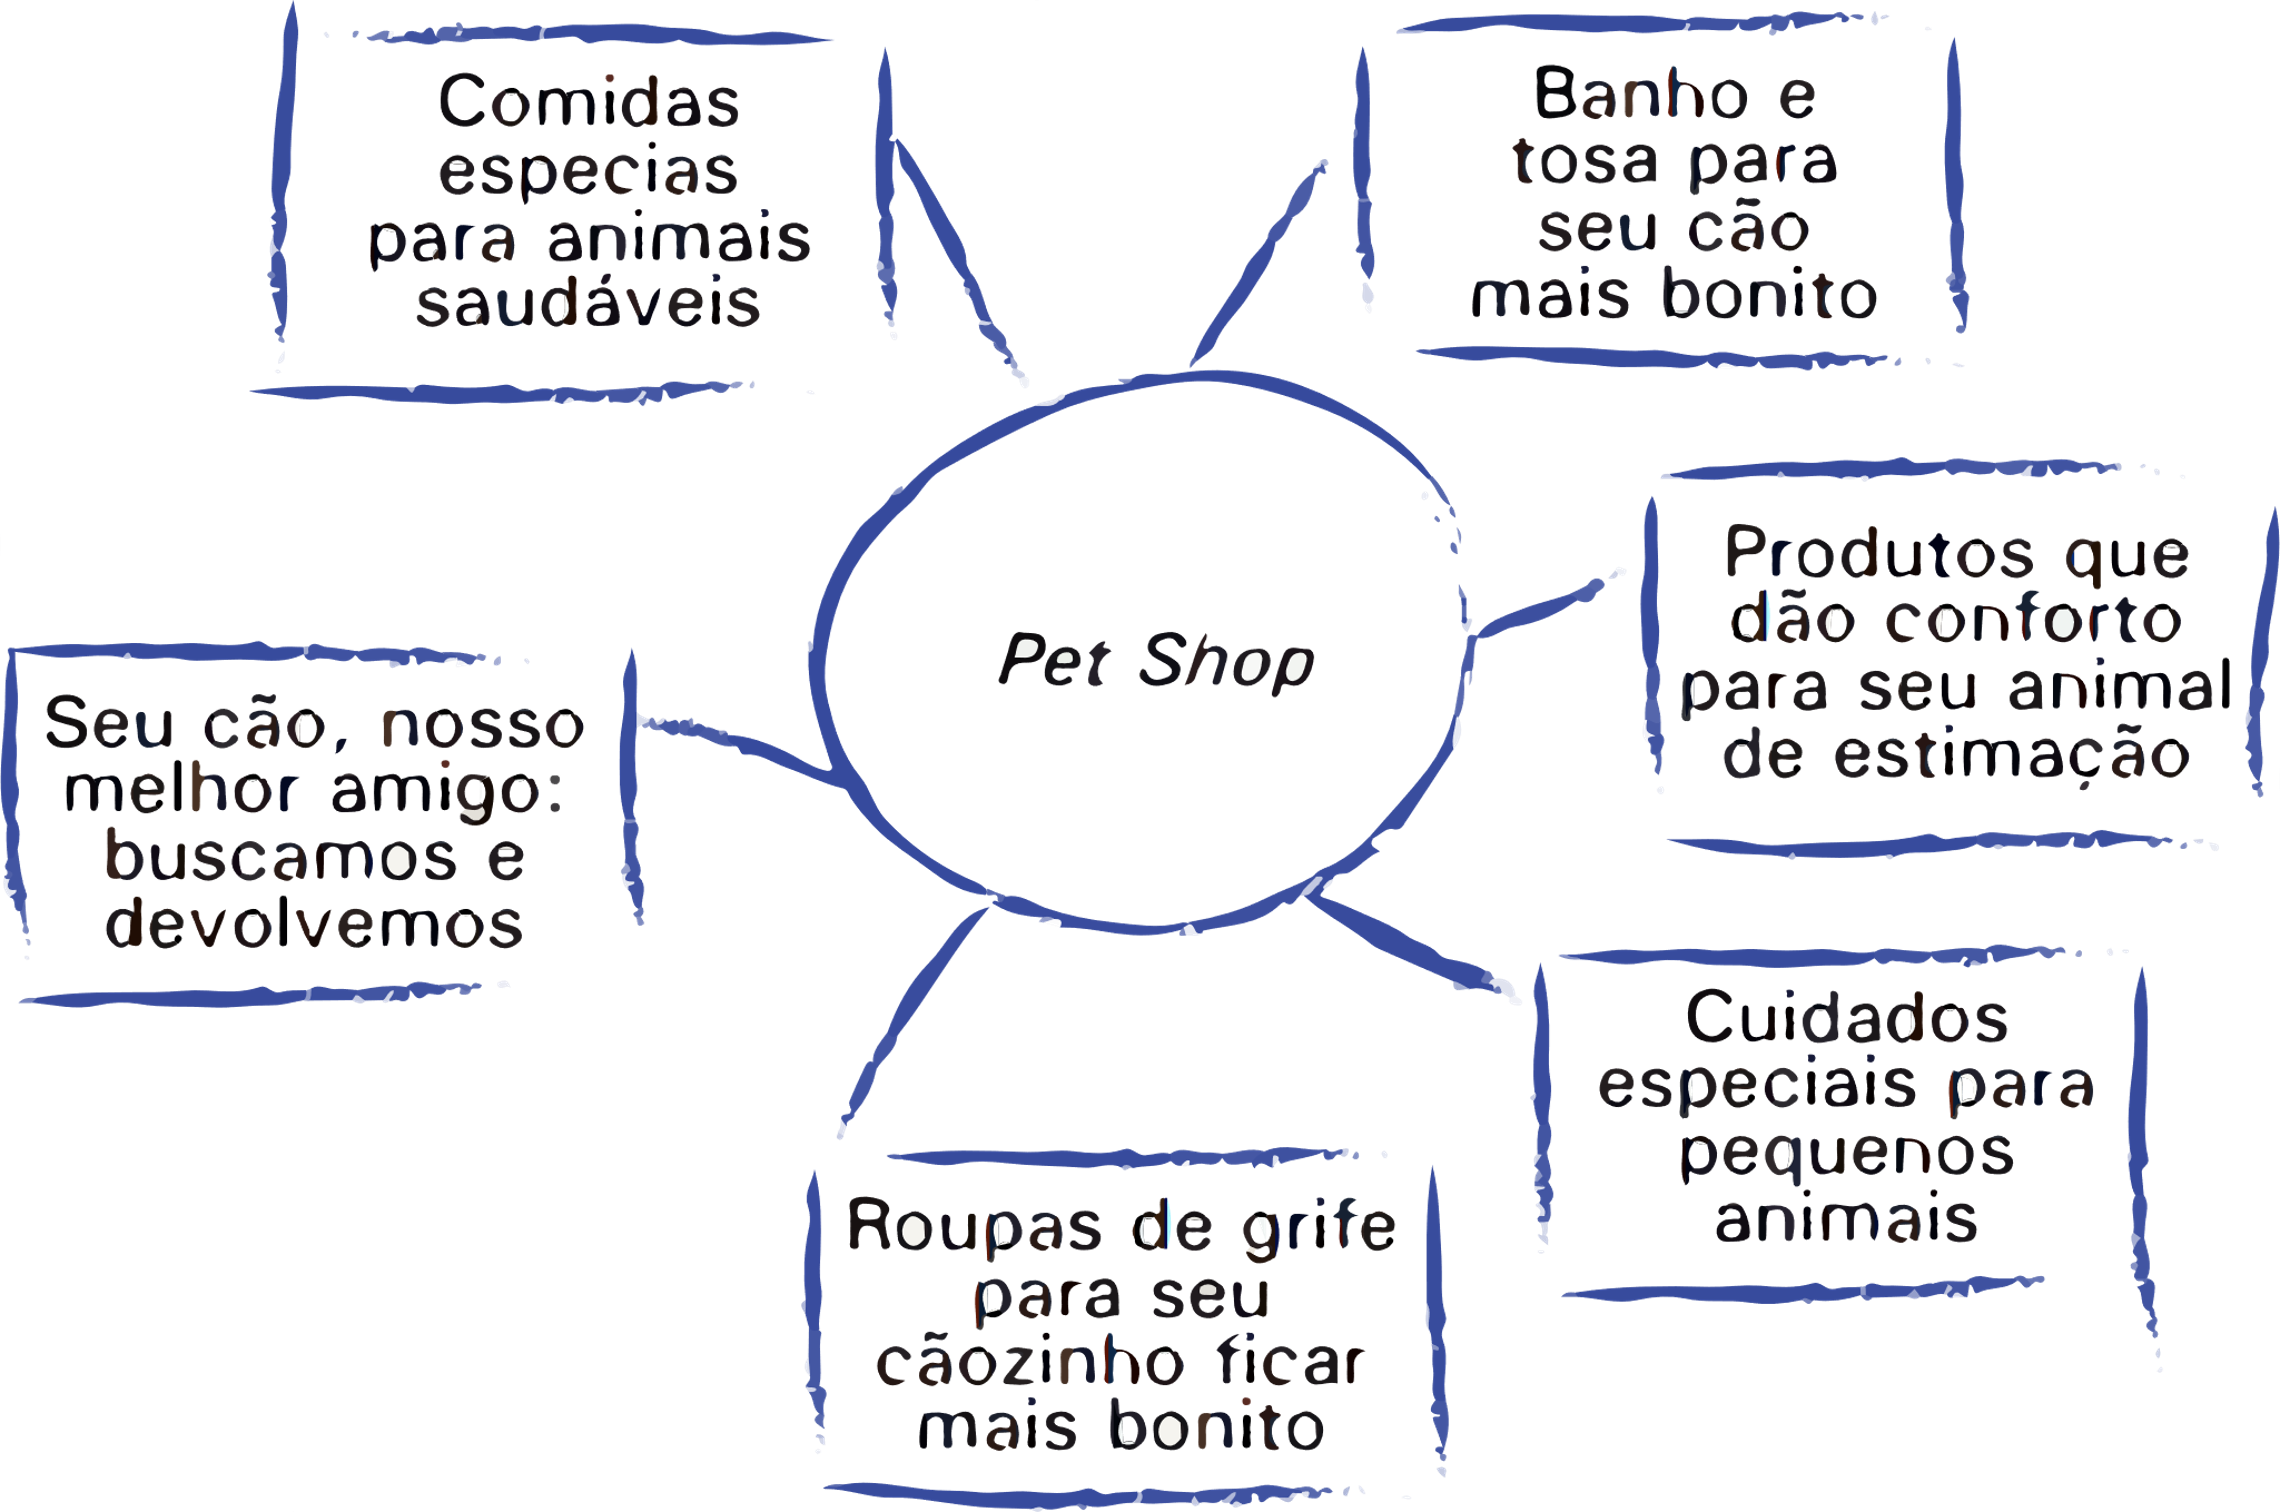 Comidas
especias
para animais
saudáveis
Banho e
tosa para
seu cão
mais bonito
Produtos que
dão conforto
para seu animal
de estimação
Pet Shop
Seu cão, nosso
melhor amigo:
buscamos e
devolvemos
Cuidados
especiais para
pequenos
animais
Roupas de grife
para seu
cãozinho ficar
mais bonito